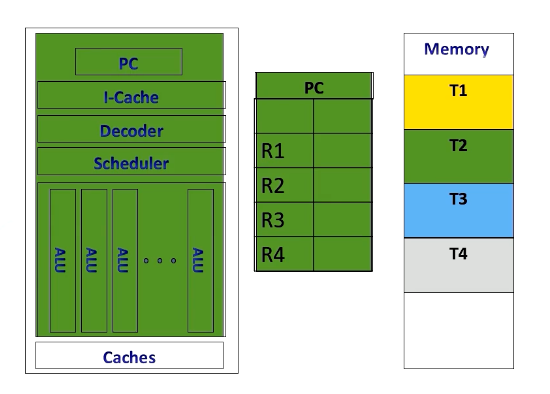 PC
I-Cache
Decoder
Scheduler
ALU ALU ALU ALU
Caches
PC
R1
R2
R3
R4
Memory
T1
T2
T3
T4